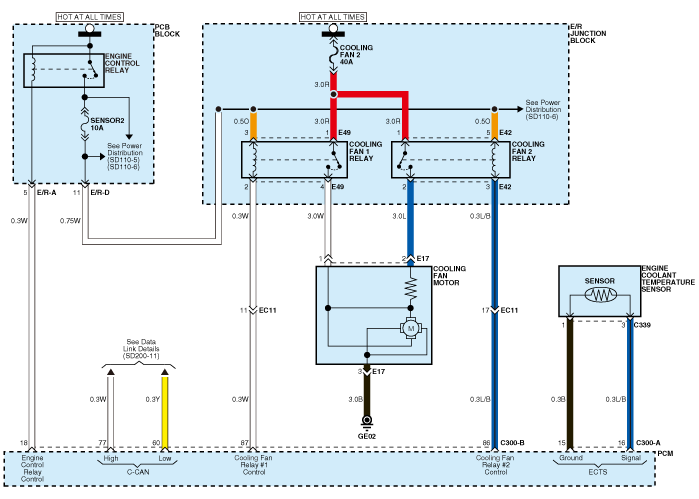 HOT AT ALL TIMES
HOT AT ALL TIMES
PCB
BLOCK
E/R
JUNCTION
BLOCK
ENGINE
CONTROL
RELAY
COOLING
FAN 2
40A
3.0R
SENSOR2
10A
See Power
Distribution
(SD110-5)
(SD110-6)
See Power
Distribution
(SD110-6)
0.5O
3.0R
3.0R
0.5O
3
1
E49
1
5
E42
COOLING
FAN 1
RELAY
COOLING
FAN 2
RELAY
5
E/R-A
11
E/R-D
2
4
E49
2
3
E42
0.3W
0.75W
0.3W
3.0W
3.0L
0.3L/B
1
2
E17
COOLING
FAN
MOTOR
M
ENGINE
COOLANT
TEMPERATURE
SENSOR
SENSOR
11
EC11
17
EC11
1
3
C339
See Data
Link Details
(SD200-11)
3
E17
0.3W
0.3Y
0.3W
3.0B
0.3L/B
0.3B
0.3L/B
GE02
18
77
60
67
66
C300-B
15
16
C300-A
PCM
Engine
Control
Relay
Control
High
Low
C-CAN
Cooling Fan
Relay #1
Control
Cooling Fan
Relay #2
Control
Ground
Signal
ECTS